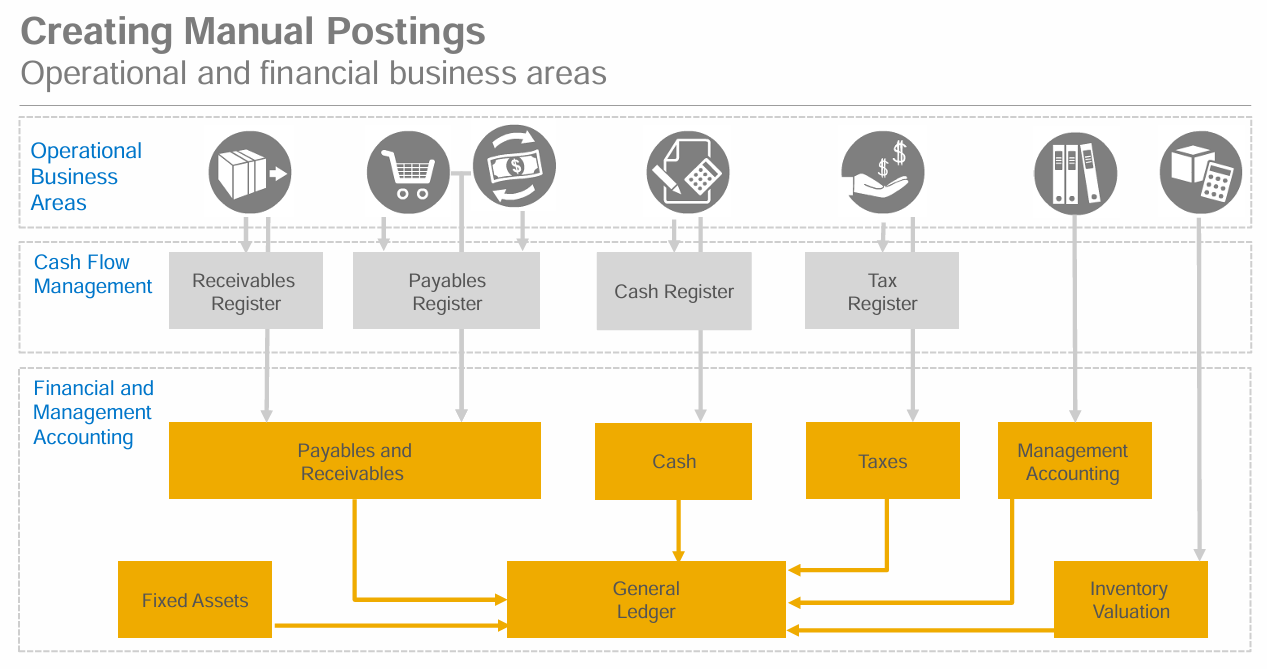 Creating Manual Postings
Operational and financial business areas
Operational
Business
Areas
$
$
$
Cash Flow
Management
Receivables
Register
Payables
Register
Cash Register
Tax
Register
Financial and
Management
Accounting
Payables and
Receivables
Cash
Taxes
Management
Accounting
Fixed Assets
General
Ledger
Inventory
Valuation